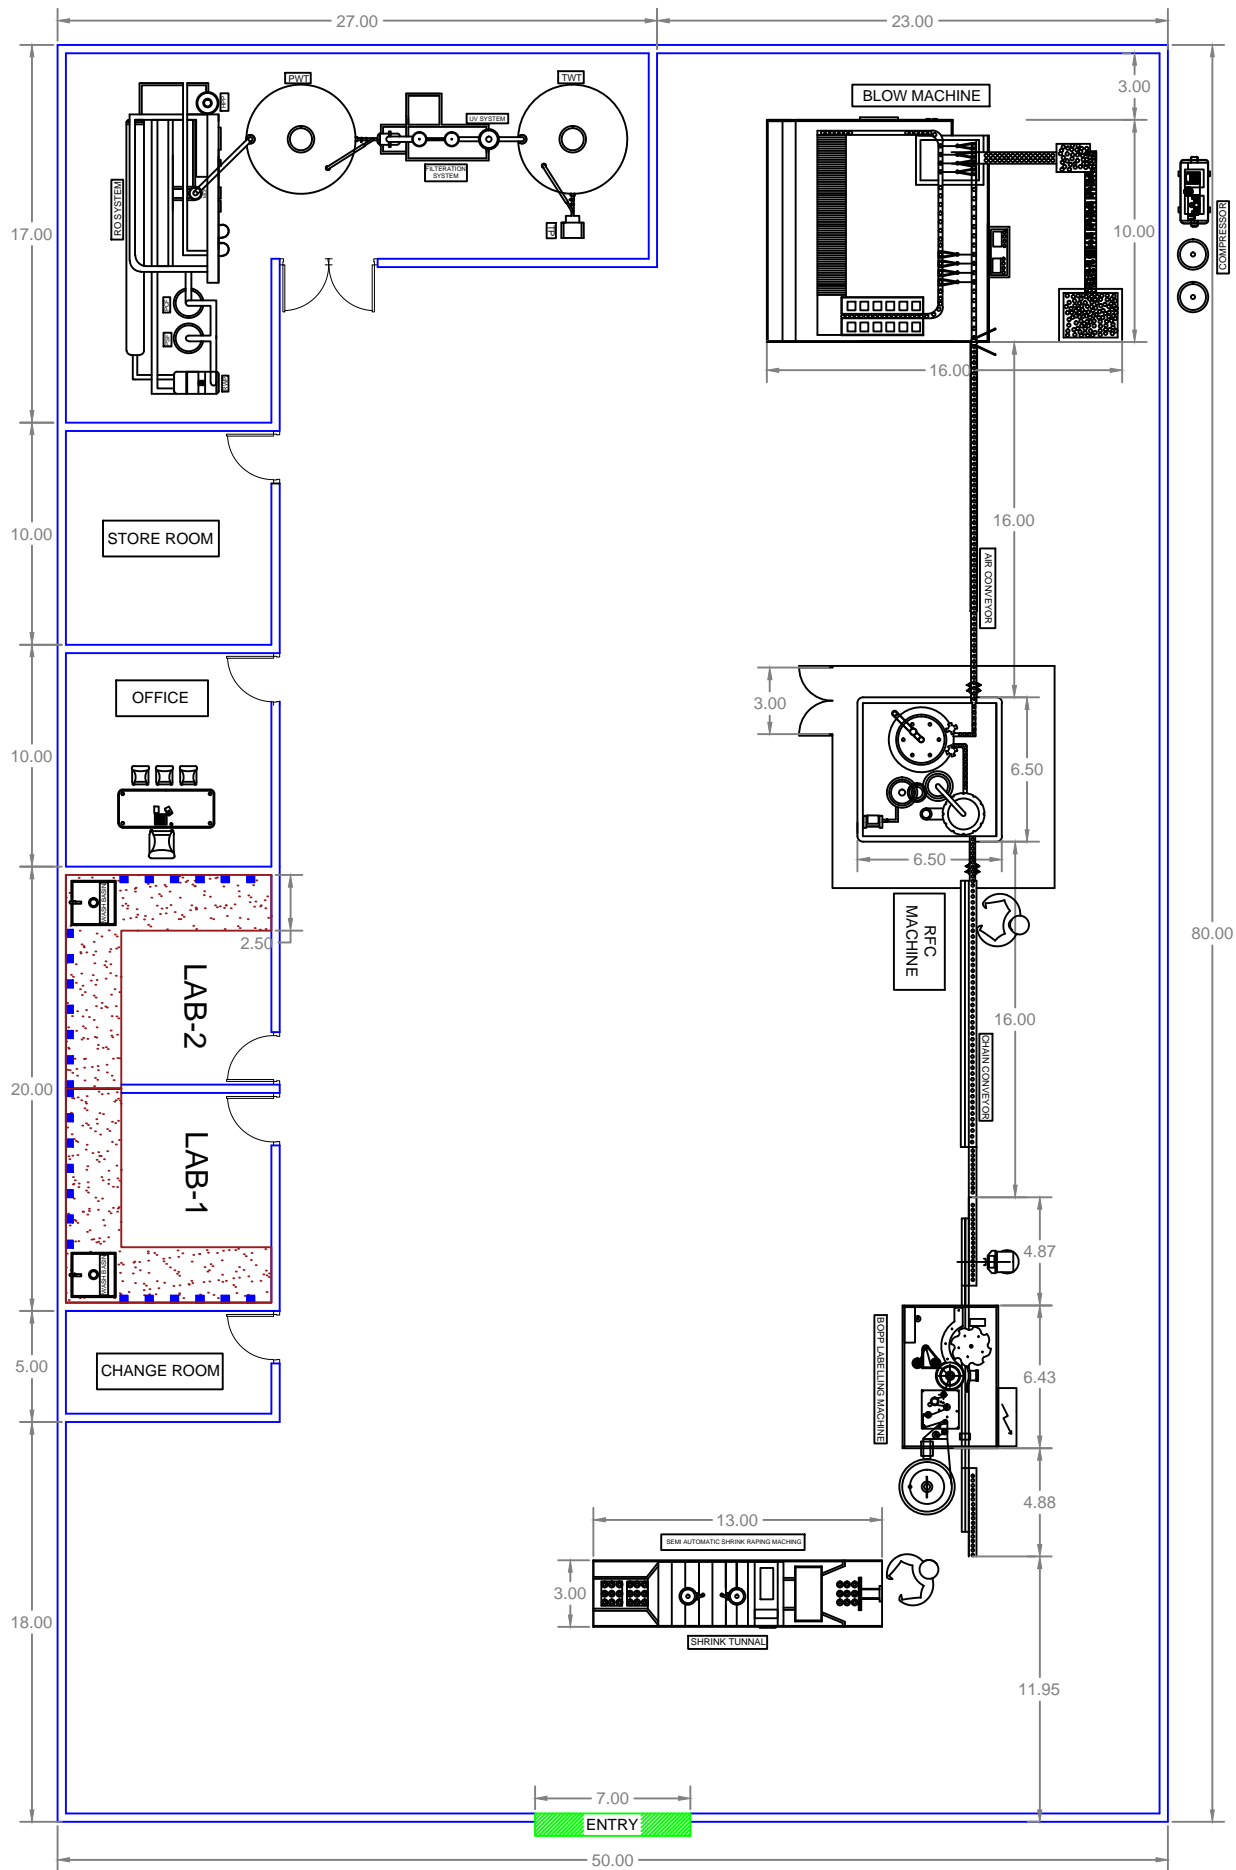 27.00
23.00
PWT
TWT
3.00
BLOW MACHINE
UV SYSTEM
FILTERATION
SYSTEM
RO SYSTEM
17.00
10.00
COMPRESSOR
16.00
10.00
STORE ROOM
16.00
AIR CONVEYOR
OFFICE
3.00
10.00
6.50
6.50
WASH BASIN
2.50
RFC
MACHINE
80.00
LAB-2
16.00
CHAIN CONVEYOR
20.00
LAB-1
4.87
WASH BASIN
5.00
CHANGE ROOM
BOPP LABELLING MACHINE
6.43
4.88
13.00
SEMI AUTOMATIC SHRINK RAPING MACHING
3.00
18.00
SHRINK TUNNAL
11.95
7.00
ENTRY
50.00